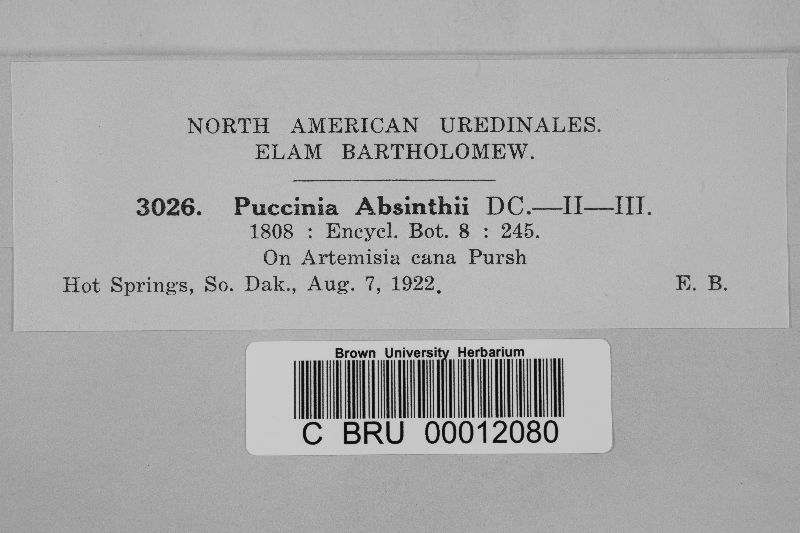 NORTH AMERICAN UREDINALES.
ELAM BARTHOLOMEW.
3026. Puccinia Absinthii DC.—II—III.
1808 : Encycl. Bot. 8 : 245.
On Artemisia cana Pursh
Hot Springs, So. Dak., Aug. 7, 1922. E. B.
Brown University Herbarium
C BRU 00012080